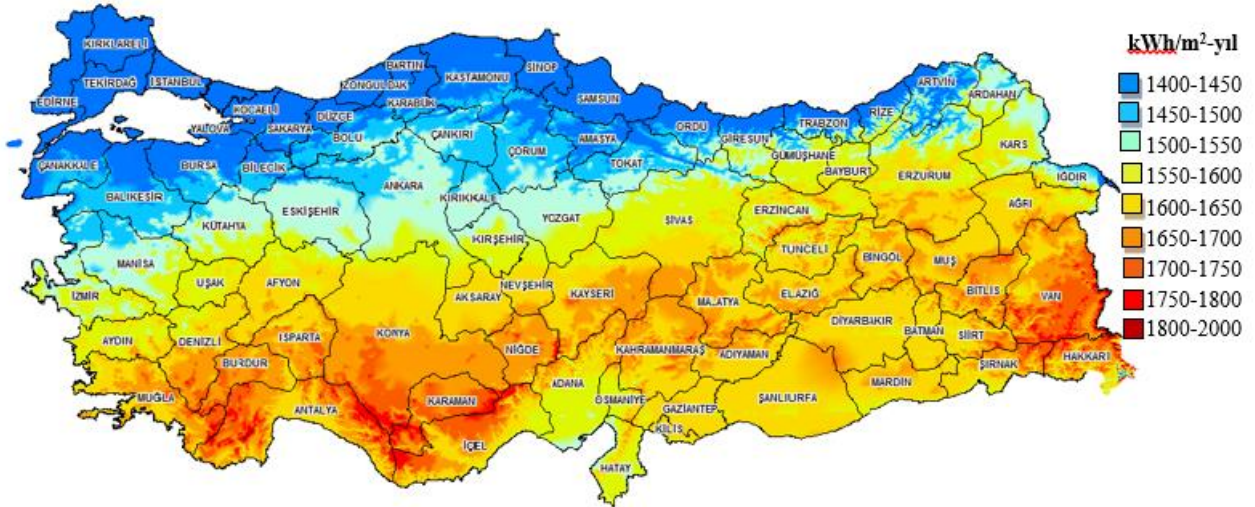 KIRKLARELİ
TEKİRDAĞ
İSTANBUL
EDİRNE
KOCAELİ
YALOVA
SAKARYA
DÜZCE
BOLU
ZONGULDAK
BARTIN
KARABÜK
KASTAMONU
SİNOP
SAMSUN
ÇANKIRI
ÇORUM
AMASYA
TOKAT
ORDU
GİRESUN
TRABZON
RİZE
ARTVİN
ARDAHAN
KARS
GÜMÜŞHANE
BAYBURT
ERZURUM
IĞDIR
AĞRI
ÇANAKKALE
BURSA
BİLECİK
BALIKESİR
KÜTAHYA
ESKİŞEHİR
ANKARA
KIRIKKALE
YOZGAT
KIRŞEHİR
SİVAS
ERZİNCAN
TUNCELİ
BİNGÖL
MUŞ
BİTLİS
VAN
MANİSA
İZMİR
UŞAK
AFYON
AKSARAY
NEVŞEHİR
KAYSERİ
MALATYA
ELAZIĞ
DİYARBAKIR
BATMAN
SİİRT
ŞIRNAK
HAKKARİ
AYDIN
DENİZLİ
ISPARTA
BURDUR
KONYA
NİĞDE
KAHRAMANMARAŞ
ADIYAMAN
MARDİN
MUĞLA
ANTALYA
KARAMAN
İÇEL
ADANA
OSMANİYE
GAZİANTEP
KİLİS
ŞANLIURFA
HATAY
kWh/m²-yıl
1400-1450
1450-1500
1500-1550
1550-1600
1600-1650
1650-1700
1700-1750
1750-1800
1800-2000